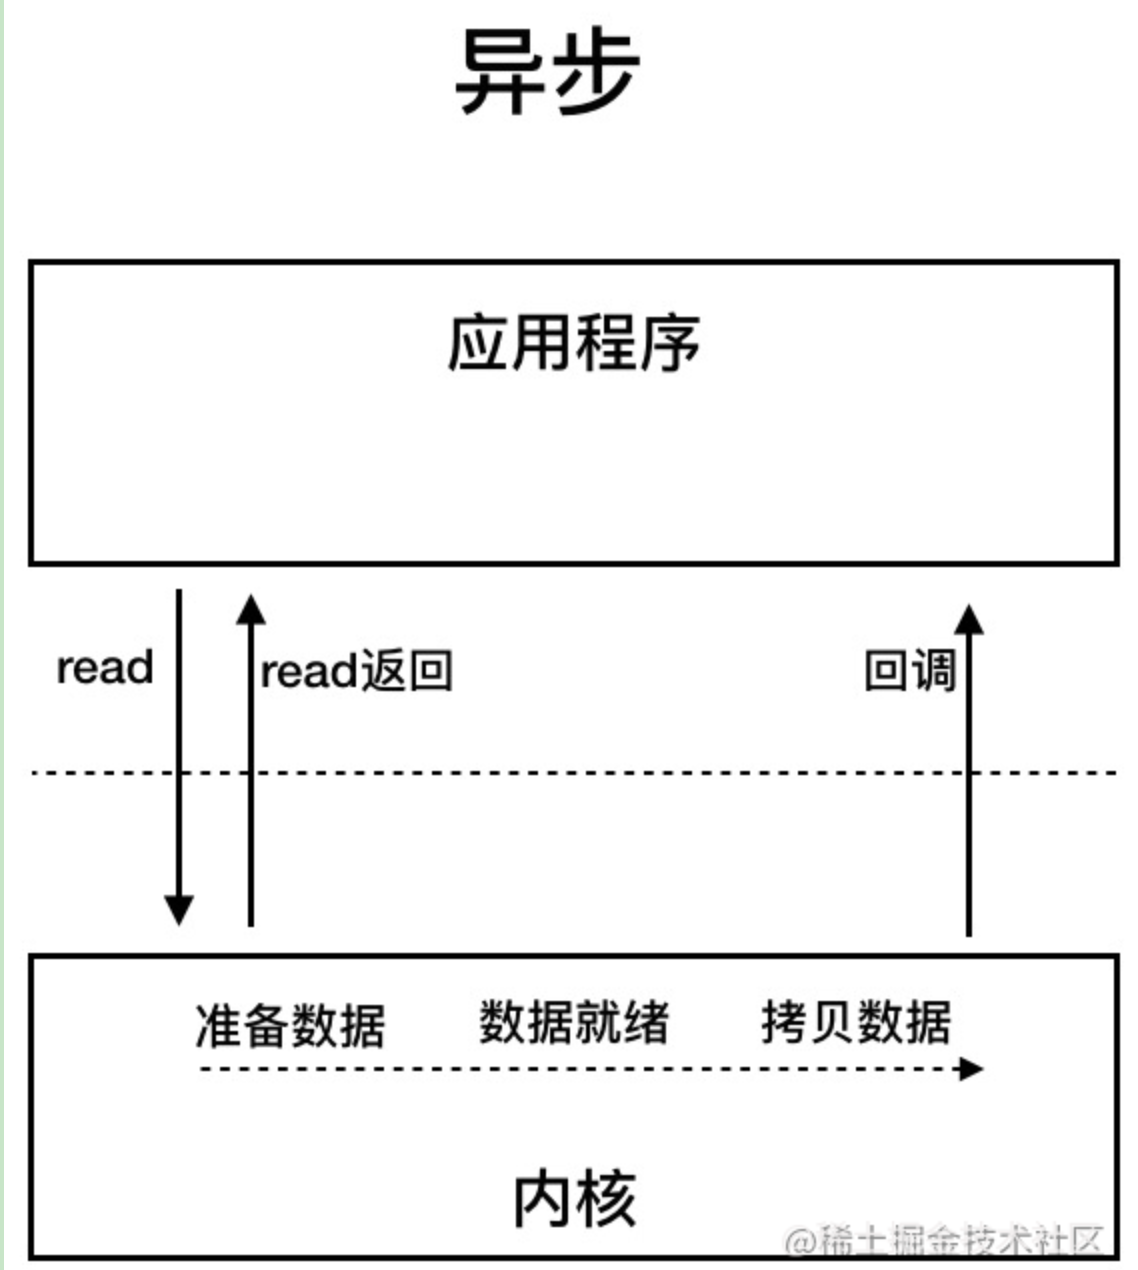 异步
应用程序
read
read返回
回调
准备数据
数据就绪
拷贝数据
内核
@稀土掘金技术社区